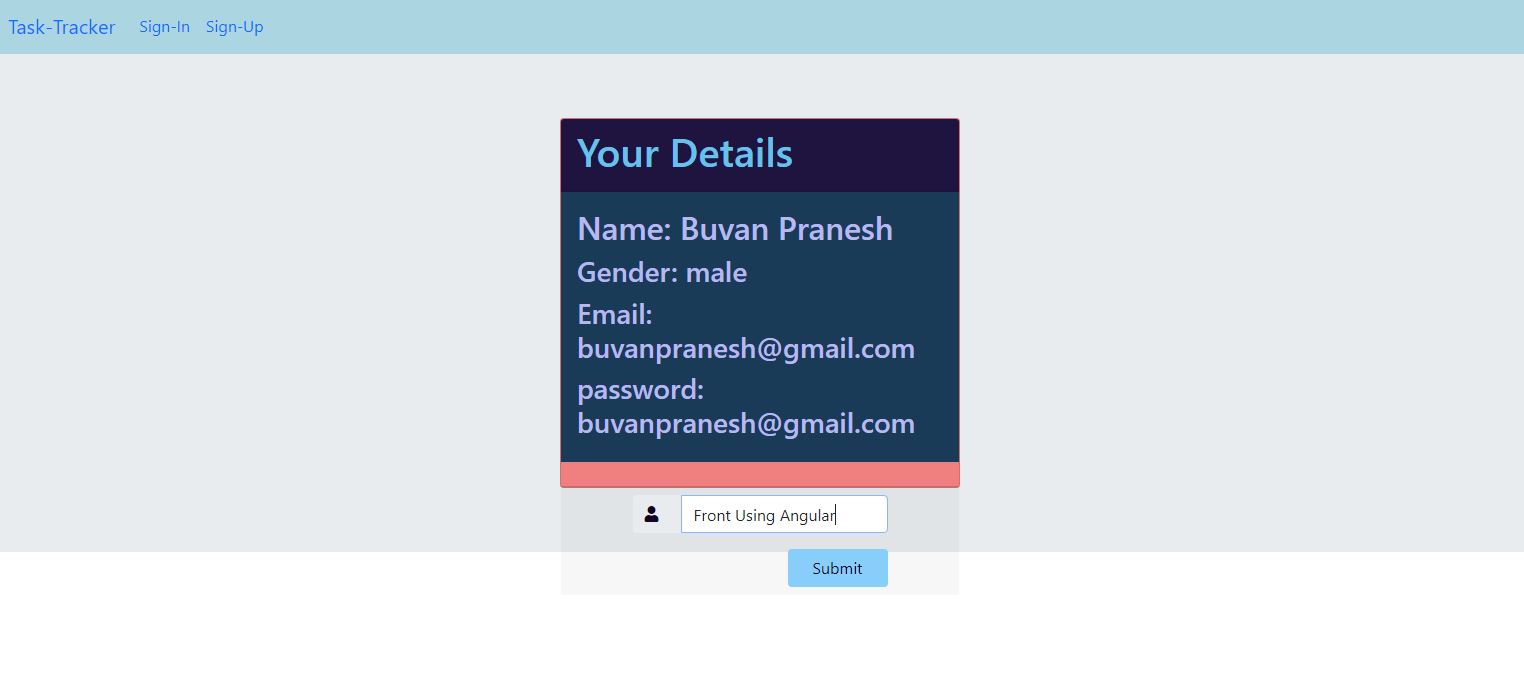 Task-Tracker Sign-In Sign-Up
Your Details
Name: Buvan Pranesh
Gender: male
Email:
buvanpranesh@gmail.com
password:
buvanpranesh@gmail.com
Front Using Angular
Submit